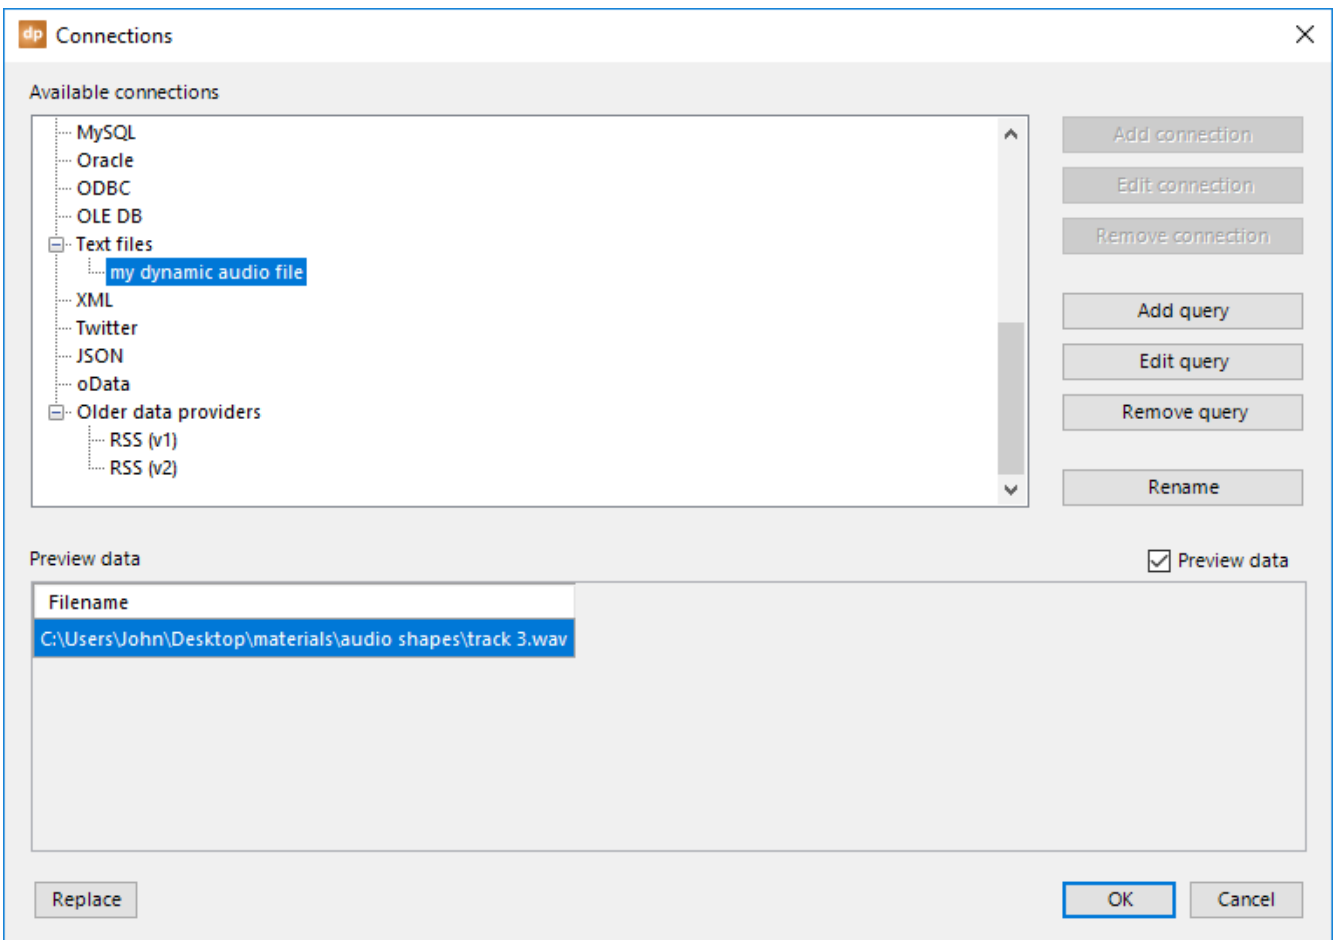 dp Connections
Available connections
MySQL
Oracle
ODBC
OLE DB
Text files
my dynamic audio file
XML
Twitter
JSON
oData
Older data providers
RSS (v1)
RSS (v2)
Add connection
Edit connection
Remove connection
Add query
Edit query
Remove query
Rename
Preview data
Preview data
Filename
C:\Users\John\Desktop\materials\audio shapes\track 3.wav
Replace
OK
Cancel